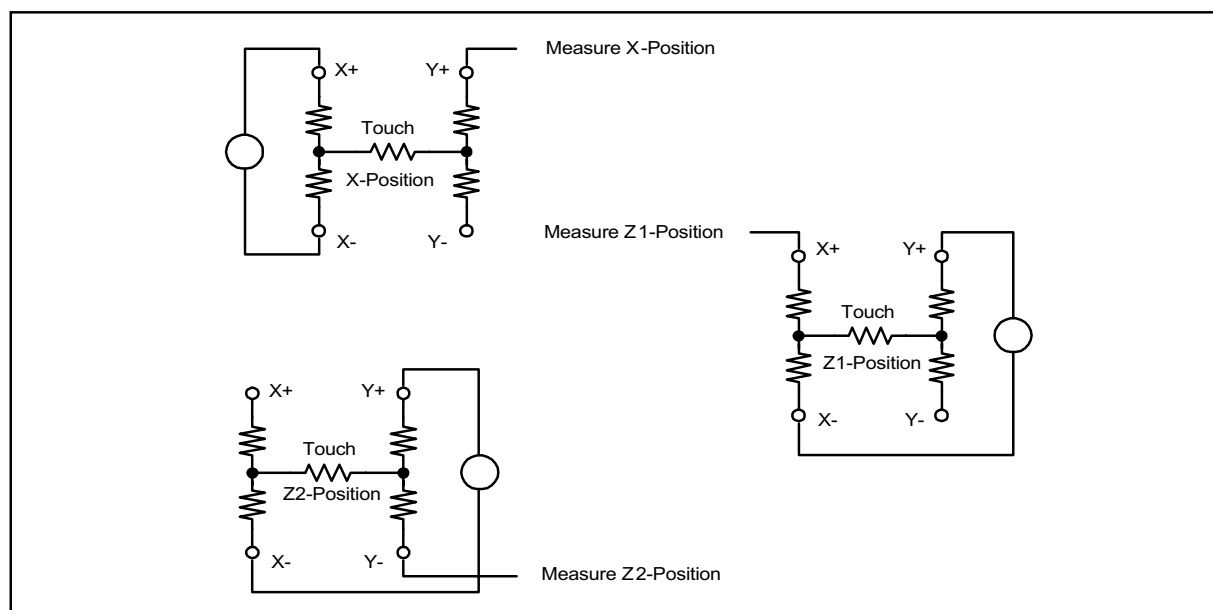 Measure X-Position
X+
Y+
Touch
X-Position
X-
Y-
Measure Z1-Position
X+
Y+
Touch
Z1-Position
X-
Y-
X+
Y+
Touch
Z2-Position
X-
Y-
Measure Z2-Position